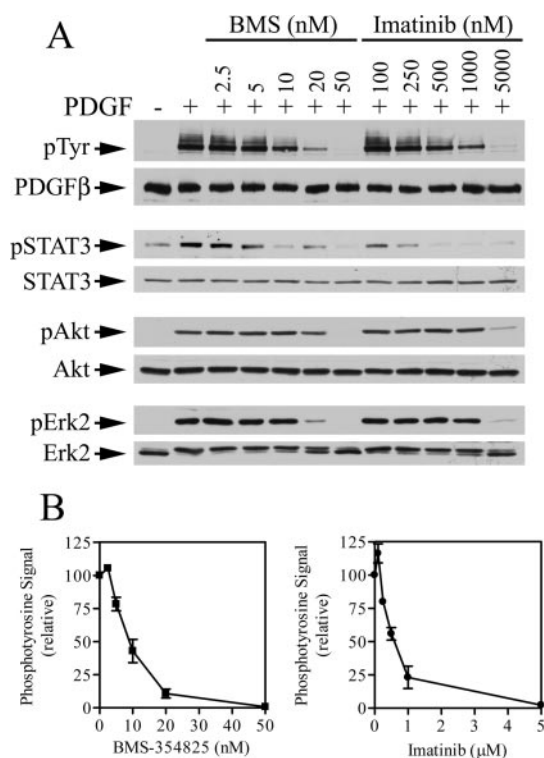 A
BMS (nM) Imatinib (nM)
2.5 5 10 20 50 100 250 500 1000 5000
PDGF - + + + + + + + + + + +
pTyr
PDGFβ
pSTAT3
STAT3
pAkt
Akt
pErk2
Erk2
B
Phosphotyrosine Signal
(relative)
125
100
75
50
25
0
0 10 20 30 40 50
BMS-354825 (nM)
Phosphotyrosine Signal
(relative)
125
100
75
50
25
0
0 1 2 3 4 5
Imatinib (μM)